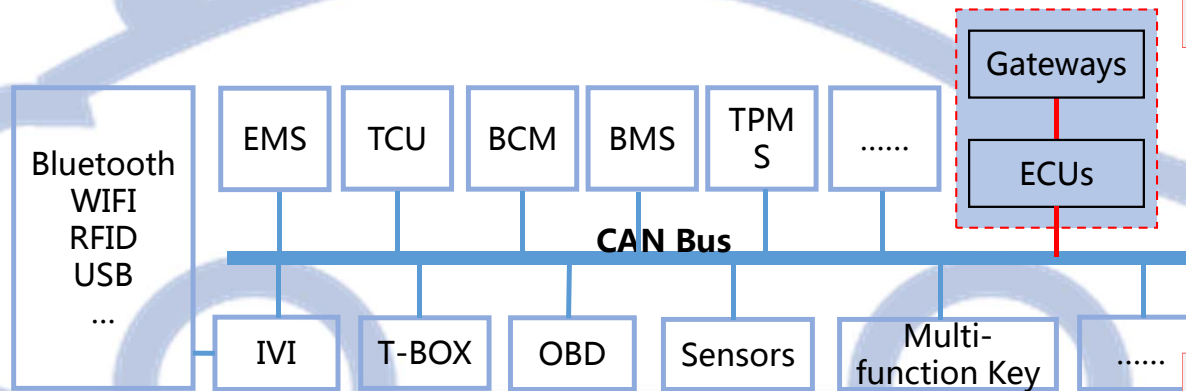 Gateways
ECUs
Bluetooth
WIFI
RFID
USB
...
EMS
TCU
BCM
BMS
TPM
S
......
CAN Bus
IVI
T-BOX
OBD
Sensors
Multi-
function Key
......